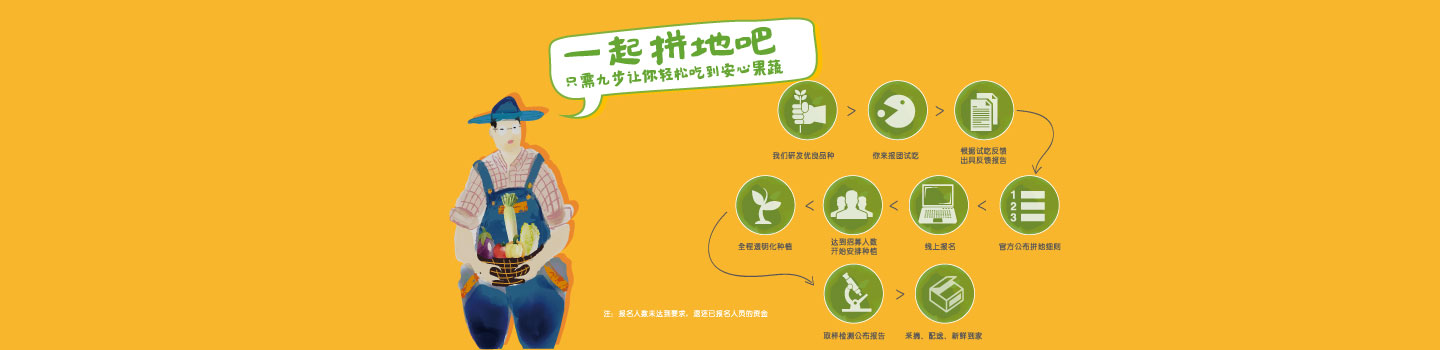 一起拼地吧
只需九步让你轻松吃到安心果蔬
我们研发优良品种
你来报团试吃
根据试吃反馈
出具反馈报告
1
2
3
官方公布拼地细则
线上报名
达到招募人数
开始安排种植
全程透明化种植
取样检测公布报告
采摘、配送、新鲜到家
注：报名人数未达到要求，退还已报名人员的资金